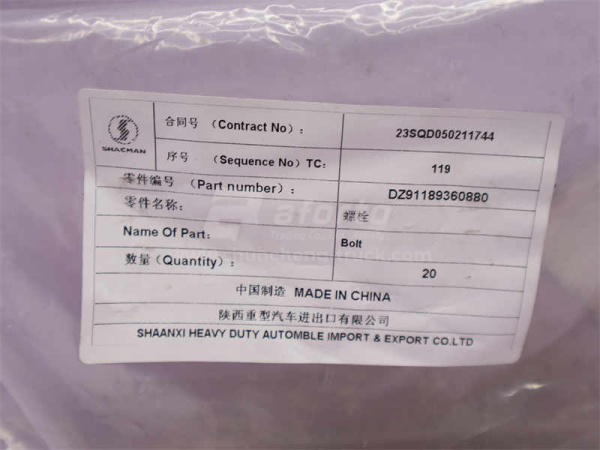 SHACMAN
合同号 (Contract No): 23SQD050211744
序号 (Sequence No) TC: 119
零件编号 (Part number): DZ91189360880
零件名称: 螺栓
Name Of Part: Bolt
数量 (Quantity): 20
中国制造 MADE IN CHINA
陕西重型汽车进出口有限公司
SHAANXI HEAVY DUTY AUTOMBLE IMPORT & EXPORT CO.LTD